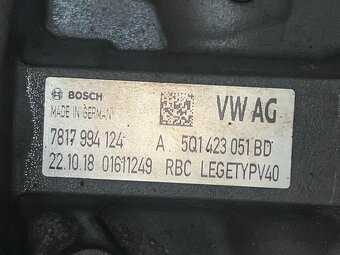 BOSCH
MADE IN GERMANY
VW AG
7817 994 124 A 5Q1 423 051 BD
22.10.18 01611249 RBC LEGETYPV40